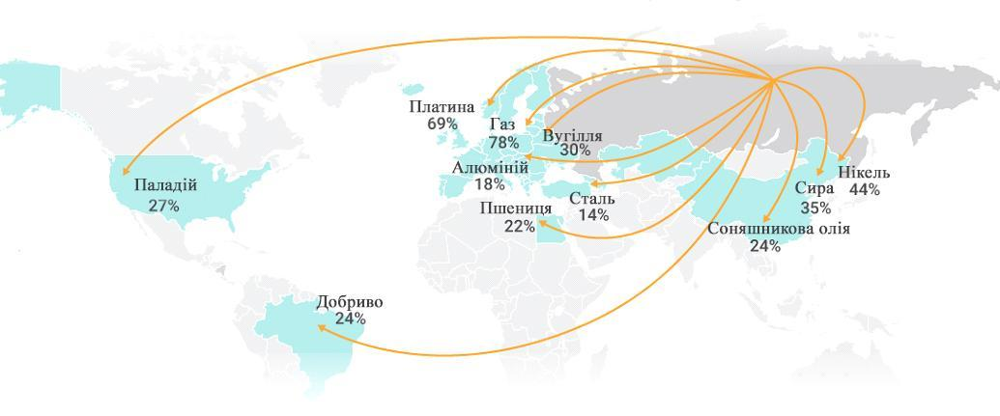 Платина
69%
Газ
78%
Вугілля
30%
Алюміній
18%
Паладій
27%
Сталь
14%
Пшениця
22%
Нікель
44%
Сира
35%
Соняшникова олія
24%
Добриво
24%